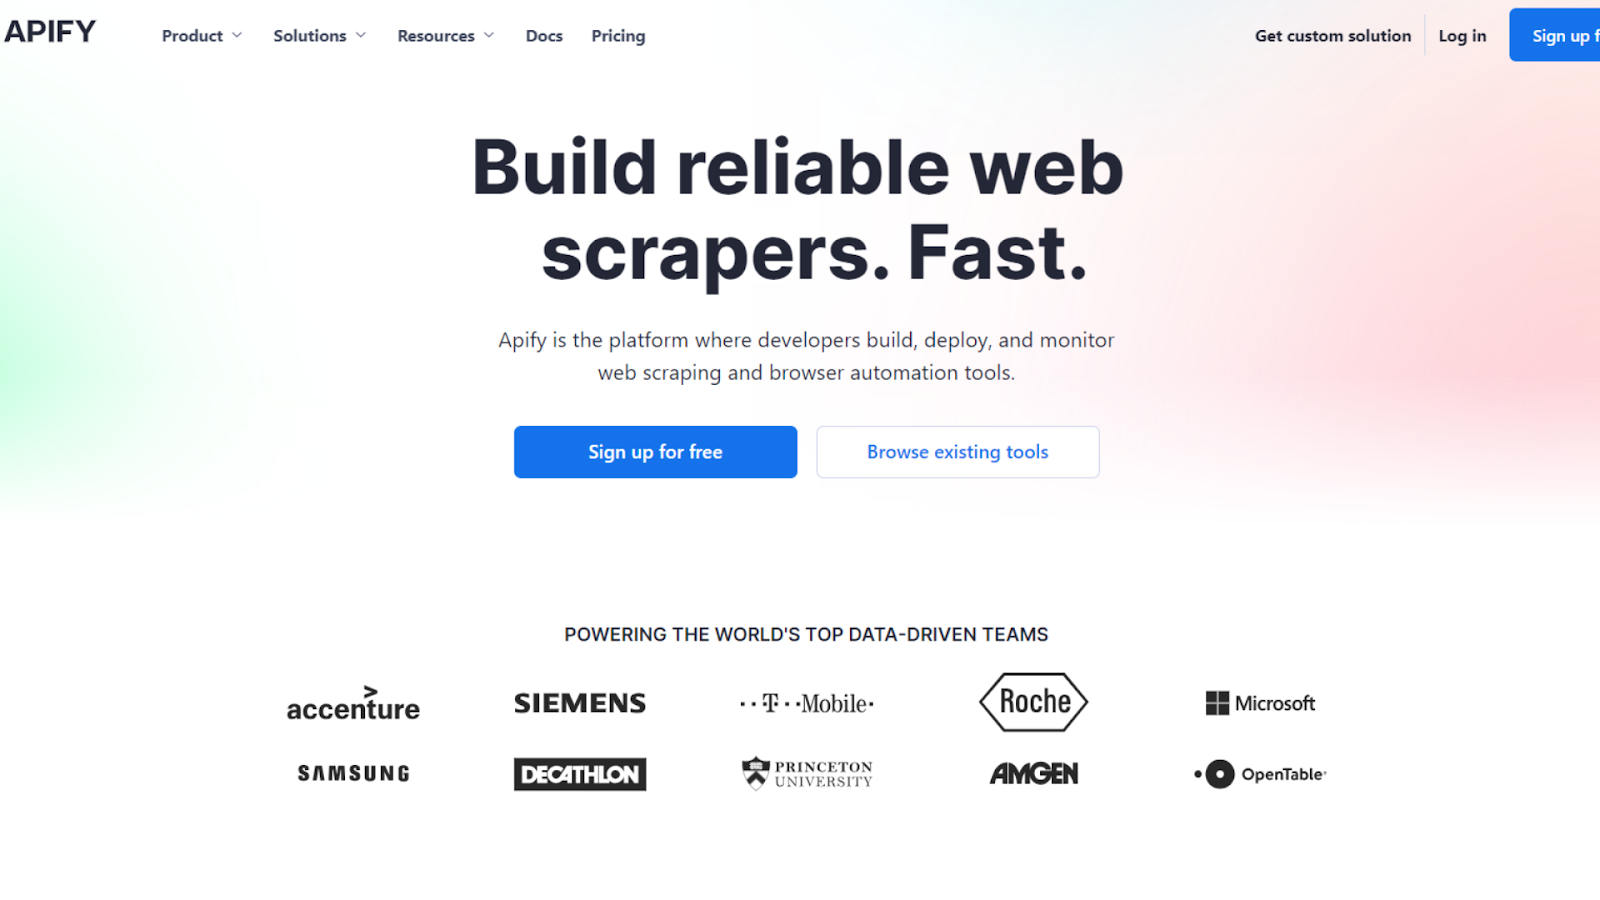 APIFY
Product
Solutions
Resources
Docs
Pricing
Get custom solution
Log in
Sign up f
Build reliable web
scrapers. Fast.
Apify is the platform where developers build, deploy, and monitor
web scraping and browser automation tools.
Sign up for free
Browse existing tools
POWERING THE WORLD'S TOP DATA-DRIVEN TEAMS
accenture
SIEMENS
··T··Mobile·
Roche
Microsoft
SAMSUNG
DECATHLON
PRINCETON
UNIVERSITY
AMGEN
OpenTable